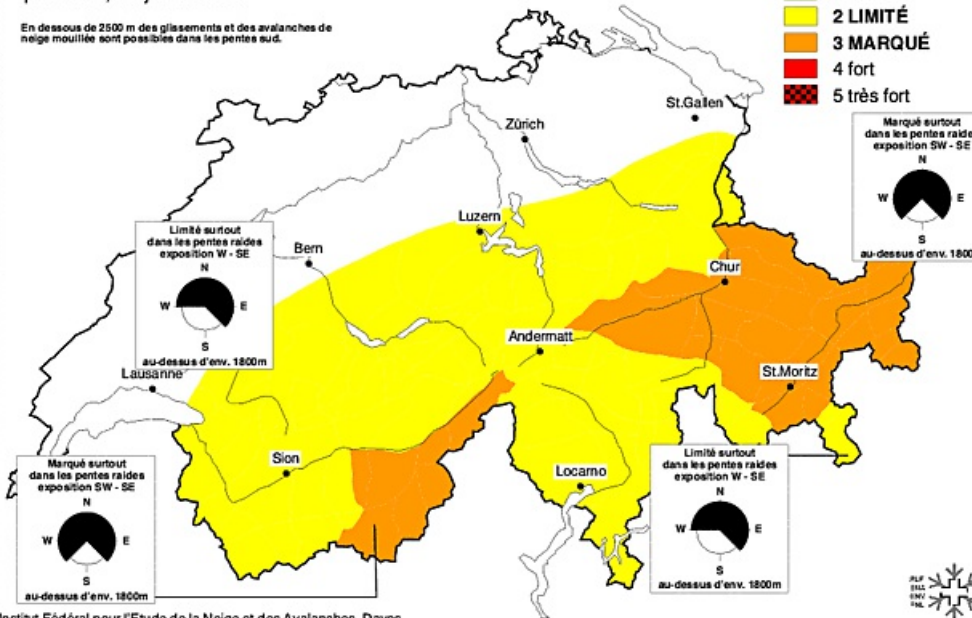 En dessous de 2500 m des glissements et des avalanches de
neige mouillée sont possibles dans les pentes sud.
2 LIMITÉ
3 MARQUÉ
4 fort
5 très fort
St.Gallen
Zürich
Marqué surtout
dans les pentes raides
exposition SW - SE
N
W E
S
au-dessus d'env. 1800
Luzern
Limité surtout
dans les pentes raides
exposition W - SE
N
W E
S
au-dessus d'env. 1800m
Bern
Chur
Andermatt
Lausanne
St.Moritz
Sion
Locarno
Marqué surtout
dans les pentes raides
exposition SW - SE
N
W E
S
au-dessus d'env. 1800m
Limité surtout
dans les pentes raides
exposition W - SE
N
W E
S
au-dessus d'env. 1800m
SLF
ENV
SNL
Institut Fédéral pour l'Etude de la Neige et des Avalanches, Davos